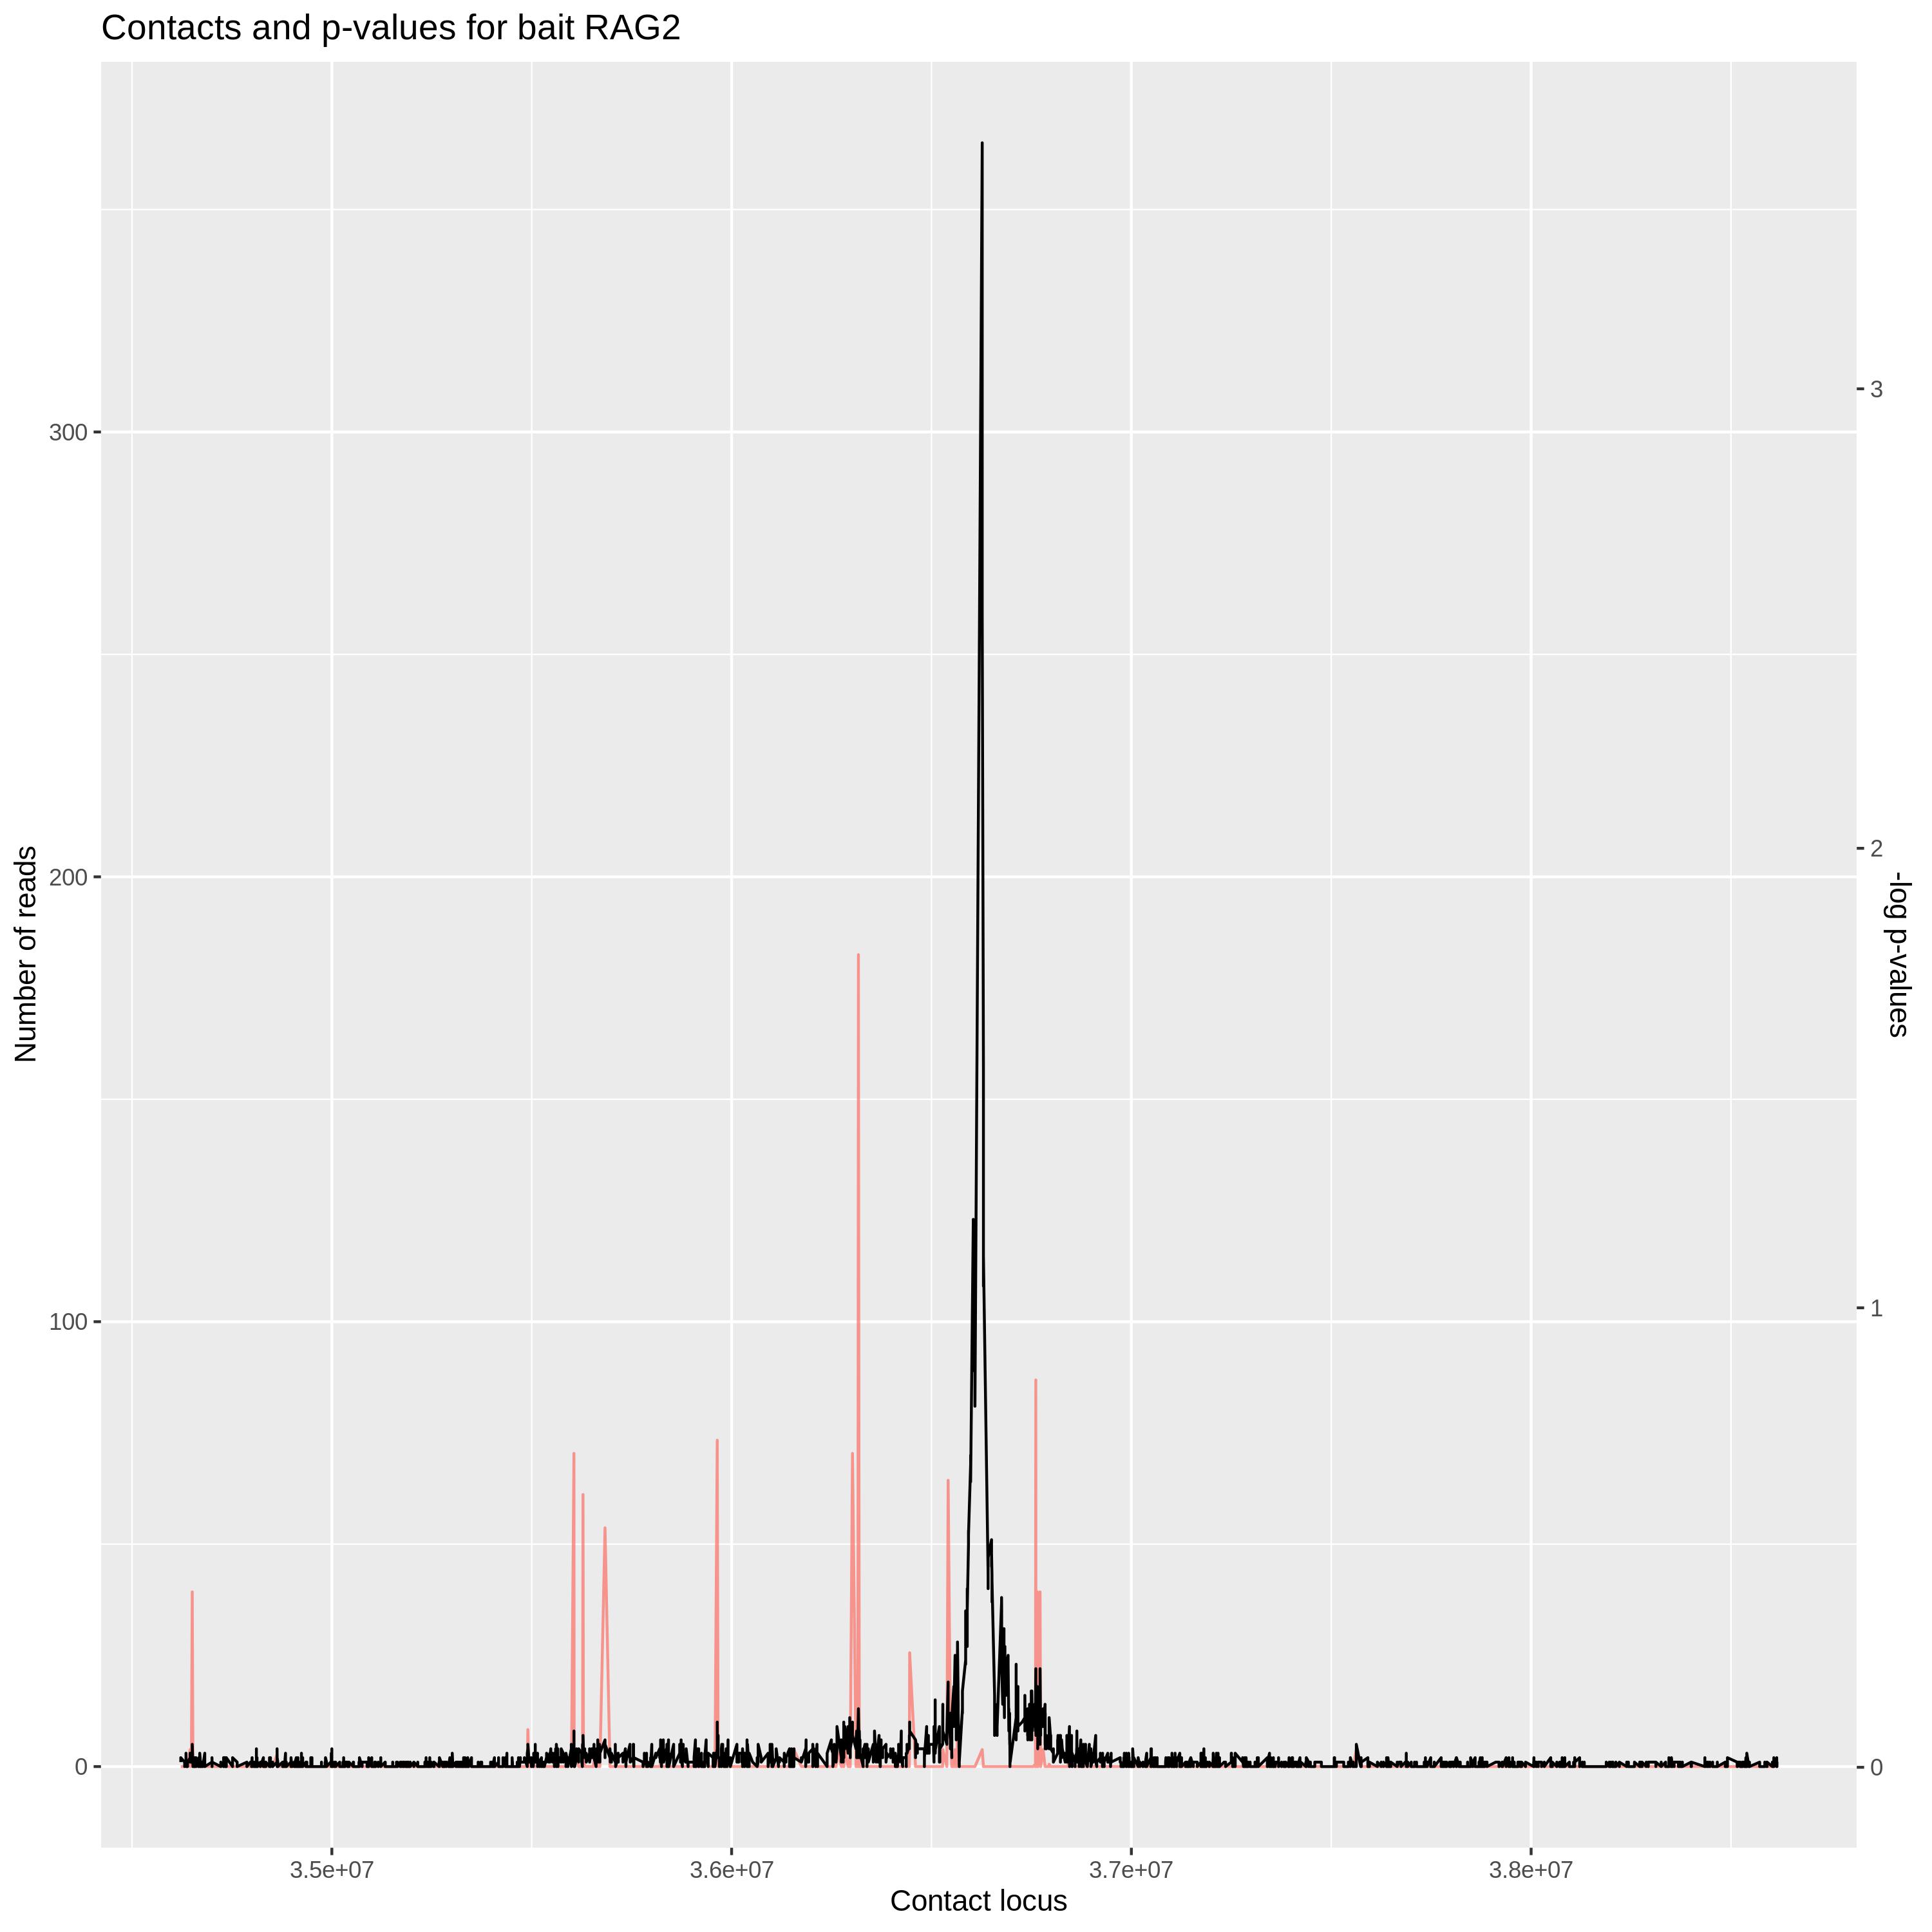 Contacts and p-values for bait RAG2
300
200
100
0
Number of reads
3
2
1
0
-log p-values
3.5e+07 3.6e+07 3.7e+07 3.8e+07
Contact locus